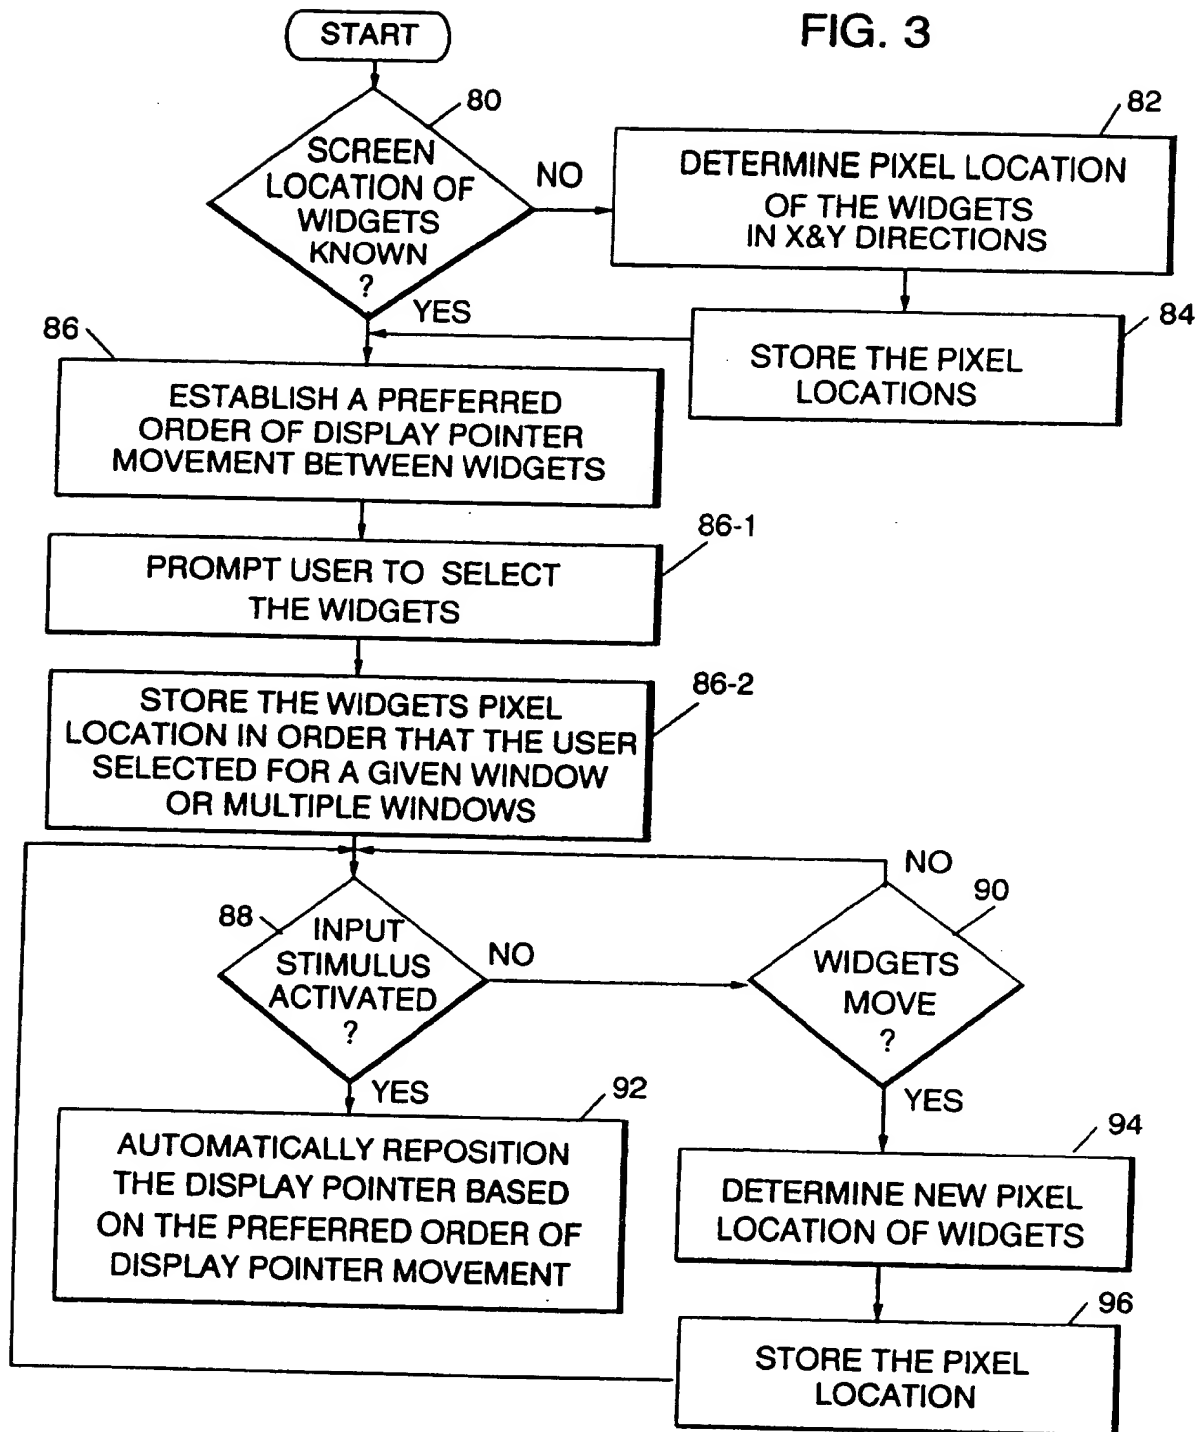 FIG. 3
START
80
SCREEN
LOCATION OF
WIDGETS
KNOWN
?
NO
YES
82
DETERMINE PIXEL LOCATION
OF THE WIDGETS
IN X&Y DIRECTIONS
84
STORE THE PIXEL
LOCATIONS
86
ESTABLISH A PREFERRED
ORDER OF DISPLAY POINTER
MOVEMENT BETWEEN WIDGETS
86-1
PROMPT USER TO SELECT
THE WIDGETS
86-2
STORE THE WIDGETS PIXEL
LOCATION IN ORDER THAT THE USER
SELECTED FOR A GIVEN WINDOW
OR MULTIPLE WINDOWS
88
INPUT
STIMULUS
ACTIVATED
?
NO
YES
NO
90
WIDGETS
MOVE
?
YES
92
AUTOMATICALLY REPOSITION
THE DISPLAY POINTER BASED
ON THE PREFERRED ORDER OF
DISPLAY POINTER MOVEMENT
94
DETERMINE NEW PIXEL
LOCATION OF WIDGETS
96
STORE THE PIXEL
LOCATION